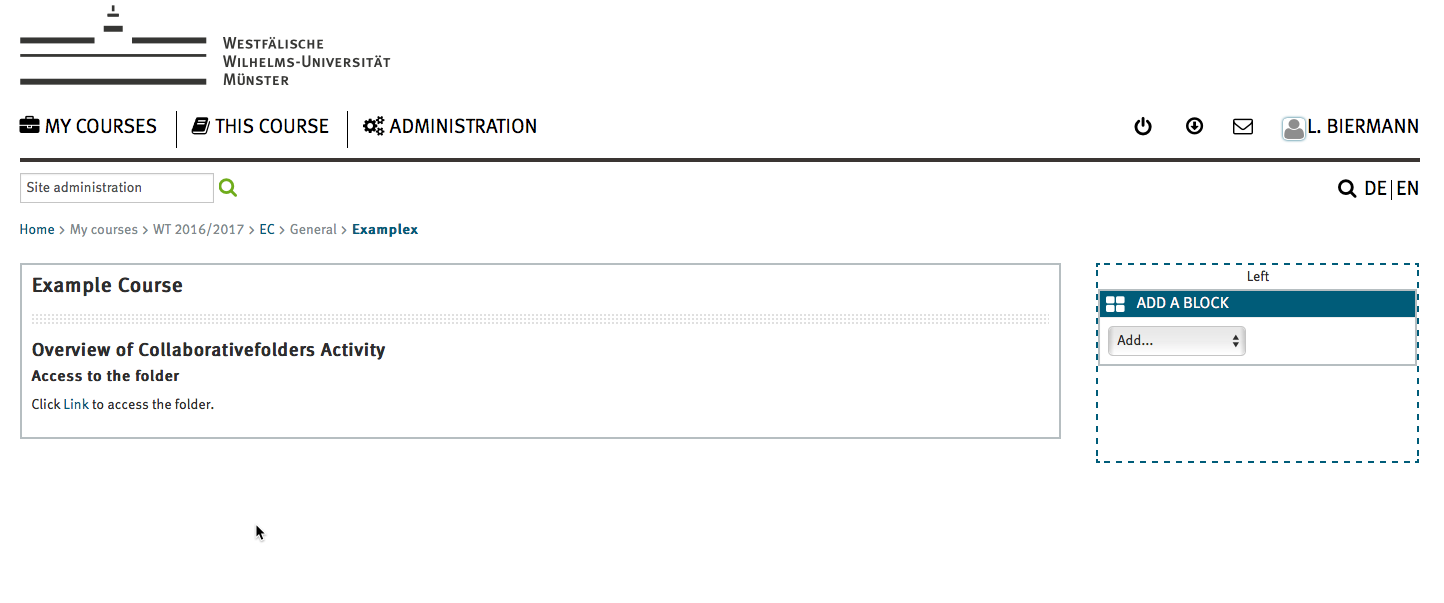 WESTFÄLISCHE
WILHELMS-UNIVERSITÄT
MÜNSTER
MY COURSES THIS COURSE ADMINISTRATION L. BIERMANN
Site administration DE|EN
Home > My courses > WT 2016/2017 > EC > General > Examplex
Example Course
Overview of Collaborativefolders Activity
Access to the folder
Click Link to access the folder.
Left
ADD A BLOCK
Add...